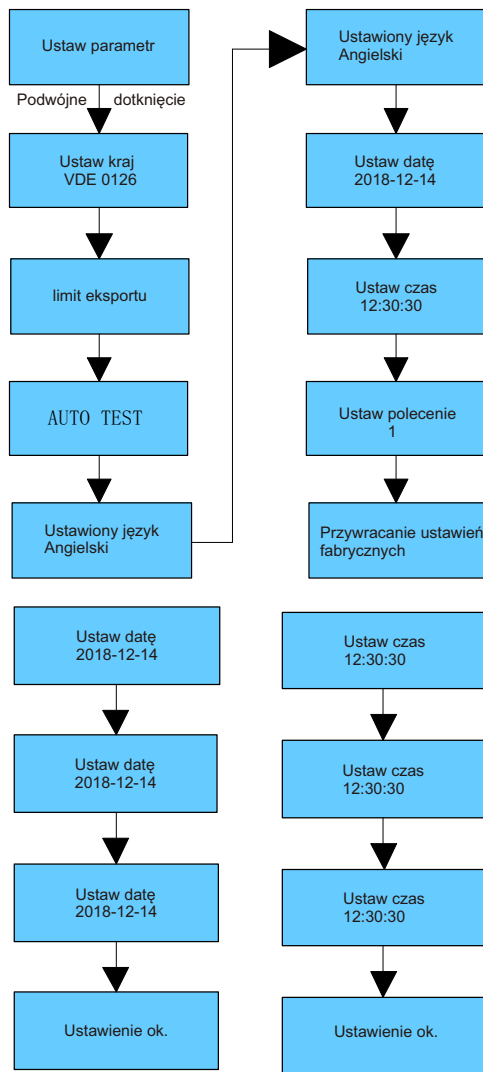 Ustaw parametr
Podwójne dotknięcie
Ustaw kraj
VDE 0126
limit eksportu
AUTO TEST
Ustawiony język
Angielski
Ustawiony język
Angielski
Ustaw datę
2018-12-14
Ustaw czas
12:30:30
Ustaw polecenie
1
Przywracanie ustawień
fabrycznych
Ustaw datę
2018-12-14
Ustaw datę
2018-12-14
Ustaw datę
2018-12-14
Ustawienie ok.
Ustaw czas
12:30:30
Ustaw czas
12:30:30
Ustaw czas
12:30:30
Ustawienie ok.